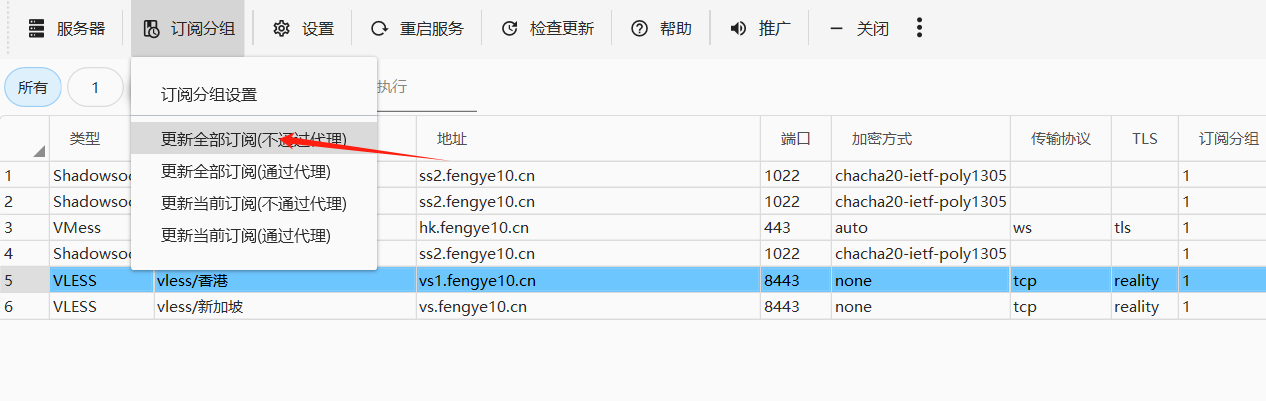 服务器 订阅分组 设置 重启服务 检查更新 帮助 推广 关闭
所有 1 执行
订阅分组设置
更新全部订阅(不通过代理)
更新全部订阅(通过代理)
更新当前订阅(不通过代理)
更新当前订阅(通过代理)
类型 地址 端口 加密方式 传输协议 TLS 订阅分组
1 Shadowsoc ss2.fengye10.cn 1022 chacha20-ietf-poly1305 1
2 Shadowsoc ss2.fengye10.cn 1022 chacha20-ietf-poly1305 1
3 VMess hk.fengye10.cn 443 auto ws tls 1
4 Shadowsoc ss2.fengye10.cn 1022 chacha20-ietf-poly1305 1
5 VLESS vless/香港 vs1.fengye10.cn 8443 none tcp reality 1
6 VLESS vless/新加坡 vs.fengye10.cn 8443 none tcp reality 1